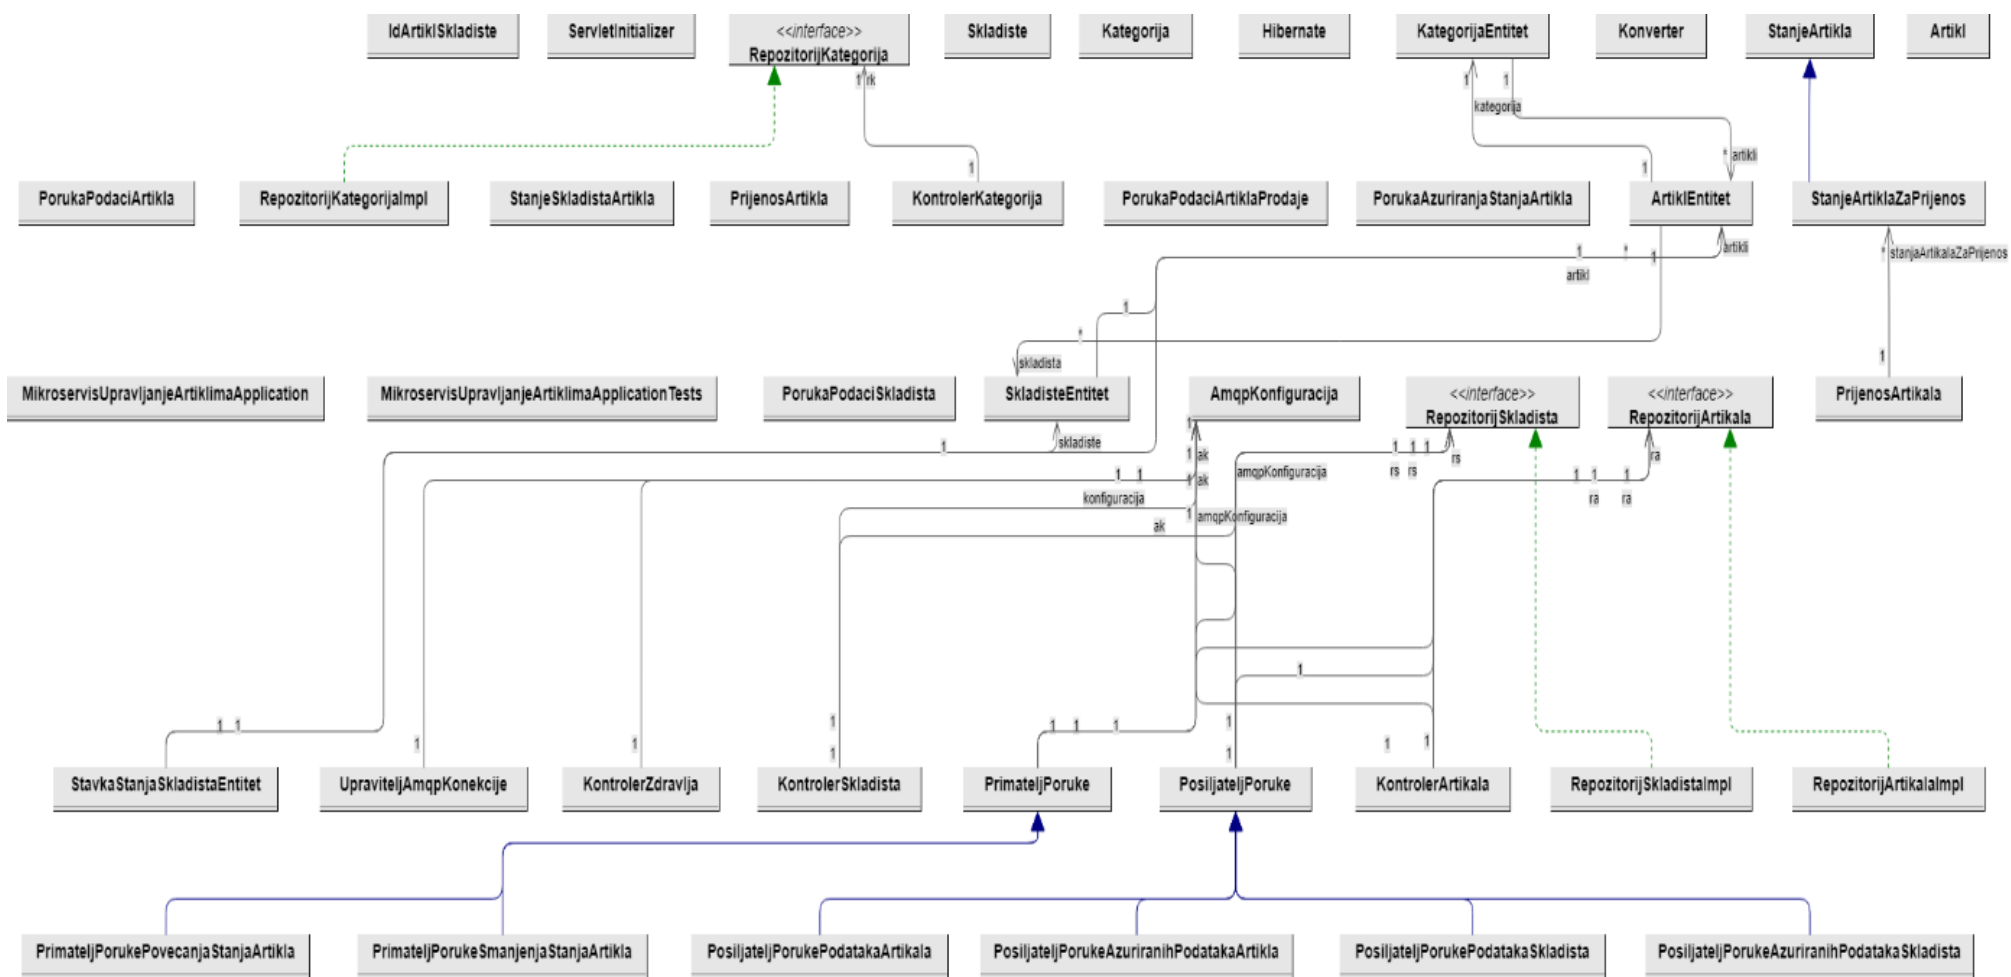 IdArtiklSkladiste
ServletInitializer
<<interface>>
RepozitorijKategorija
Skladiste
Kategorija
Hibernate
KategorijaEntitet
Konverter
StanjeArtikla
Artikl
1 rk
1
1
kategorija
1
1
* artikli
PorukaPodaciArtikla
RepozitorijKategorijaImpl
StanjeSkladistaArtikla
PrijenosArtikla
KontrolerKategorija
PorukaPodaciArtiklaProdaje
PorukaAzuriranjaStanjaArtikla
ArtiklEntitet
StanjeArtiklaZaPrijenos
1
*
1
artikli
* stanjaArtikalaZaPrijenos
artikl
1
*
skladista
1
MikroservisUpravljanjeArtiklimaApplication
MikroservisUpravljanjeArtiklimaApplicationTests
PorukaPodaciSkladista
SkladisteEntitet
AmqpKonfiguracija
<<interface>>
RepozitorijSkladista
<<interface>>
RepozitorijArtikala
PrijenosArtikala
1
1
skladiste
1 ak
1 1 1
rs
ra
amqpKonfiguracija
rs rs
1 1
1 ak
1 1 1
konfiguracija
ra ra
1 amqpKonfiguracija
ak
1
1 1
1
1
1
1
1 1 1
1
1
1
1
StavkaStanjaSkladistaEntitet
UpraviteljAmqpKonekcije
KontrolerZdravlja
KontrolerSkladista
PrimateljPoruke
PosiljateljPoruke
KontrolerArtikala
RepozitorijSkladistaImpl
RepozitorijArtikalaImpl
PrimateljPorukePovecanjaStanjaArtikla
PrimateljPorukeSmanjenjaStanjaArtikla
PosiljateljPorukePodatakaArtikala
PosiljateljPorukeAzuriranihPodatakaArtikla
PosiljateljPorukePodatakaSkladista
PosiljateljPorukeAzuriranihPodatakaSkladista